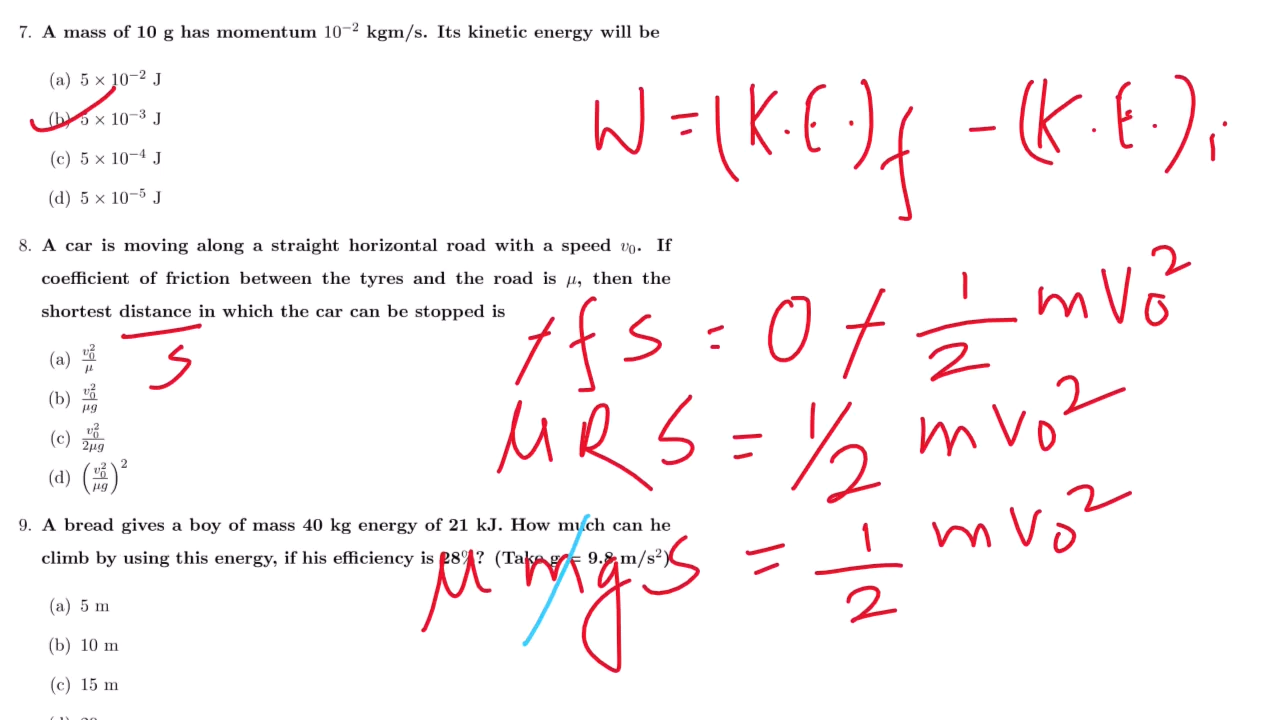 7. A mass of 10 g has momentum 10⁻² kgm/s. Its kinetic energy will be
(a) 5 × 10⁻² J
(b) 5 × 10⁻³ J
(c) 5 × 10⁻⁴ J
(d) 5 × 10⁻⁵ J
W = (K.E.)f - (K.E.)i
8. A car is moving along a straight horizontal road with a speed v₀. If
coefficient of friction between the tyres and the road is μ, then the
shortest distance in which the car can be stopped is
S
(a) v₀²/μ
(b) v₀²/μg
(c) v₀²/2μg
(d) (v₀²/μg)²
+fs = 0 + 1/2 mV₀²
μRS = 1/2 mv₀²
μmgs = 1/2 mv₀²
9. A bread gives a boy of mass 40 kg energy of 21 kJ. How much can he
climb by using this energy, if his efficiency is 28%? (Take g = 9.8 m/s²)
(a) 5 m
(b) 10 m
(c) 15 m